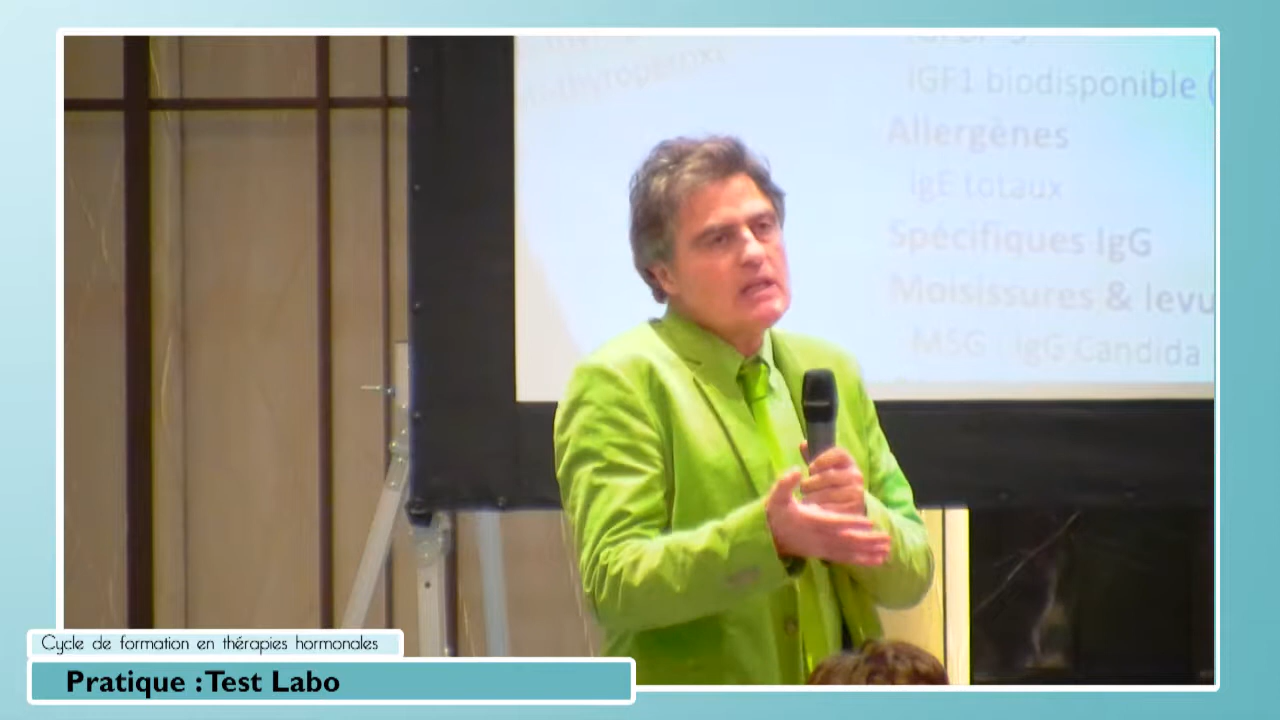 IGF1 biodisponible (
Allergènes
IgE totaux
Spécifiques IgG
Moisissures & levu
MSG : IgG Candida
Cycle de formation en thérapies hormonales
Pratique : Test Labo